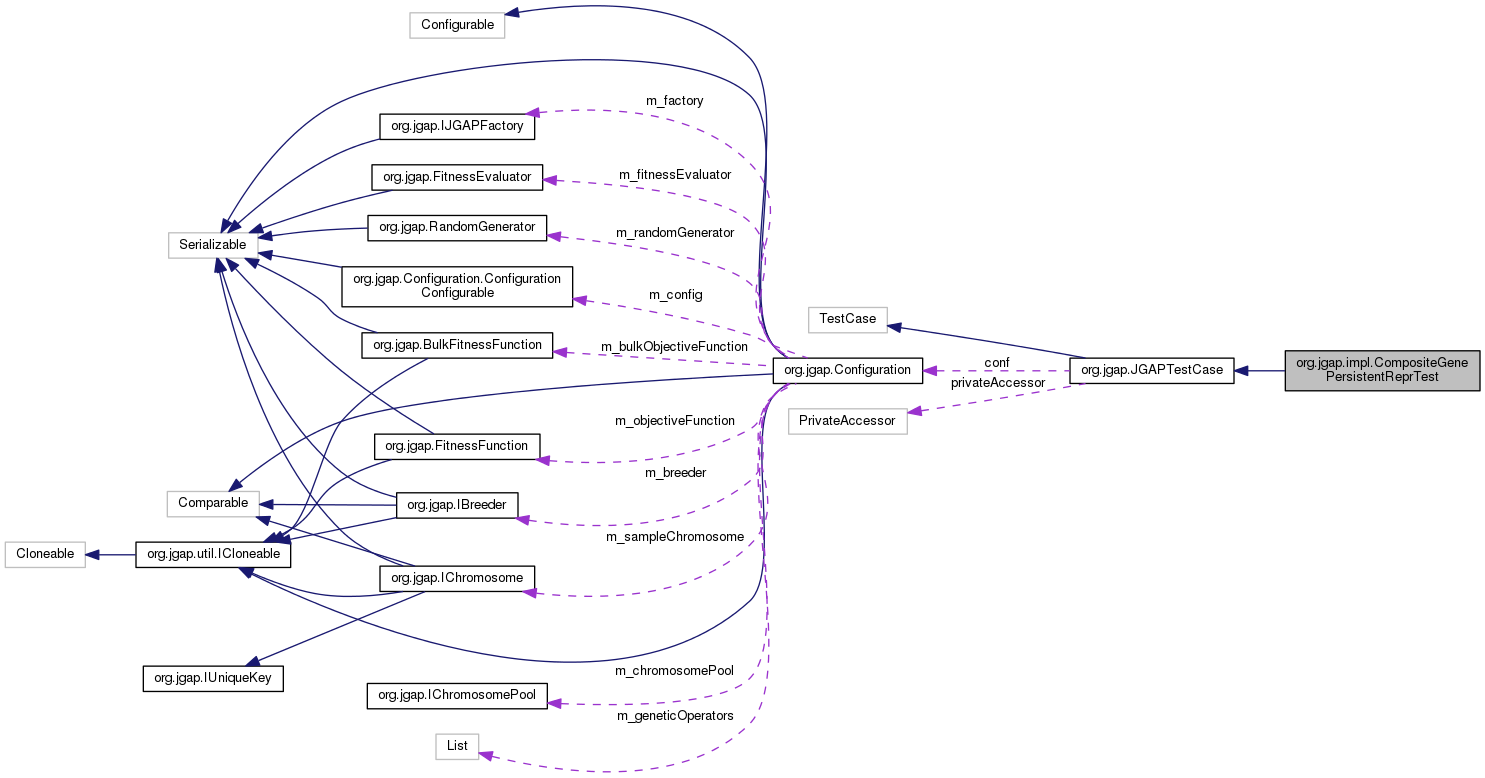 Configurable
m_factory
org.jgap.IJGAPFactory
m_fitnessEvaluator
org.jgap.FitnessEvaluator
m_randomGenerator
org.jgap.RandomGenerator
Serializable
org.jgap.Configuration.Configuration
Configurable
m_config
TestCase
org.jgap.BulkFitnessFunction
m_bulkObjectiveFunction
org.jgap.Configuration
conf
privateAccessor
org.jgap.JGAPTestCase
org.jgap.impl.CompositeGene
PersistentReprTest
PrivateAccessor
m_objectiveFunction
org.jgap.FitnessFunction
m_breeder
Comparable
org.jgap.IBreeder
m_sampleChromosome
Cloneable
org.jgap.util.ICloneable
org.jgap.IChromosome
org.jgap.IUniqueKey
m_chromosomePool
org.jgap.IChromosomePool
m_geneticOperators
List